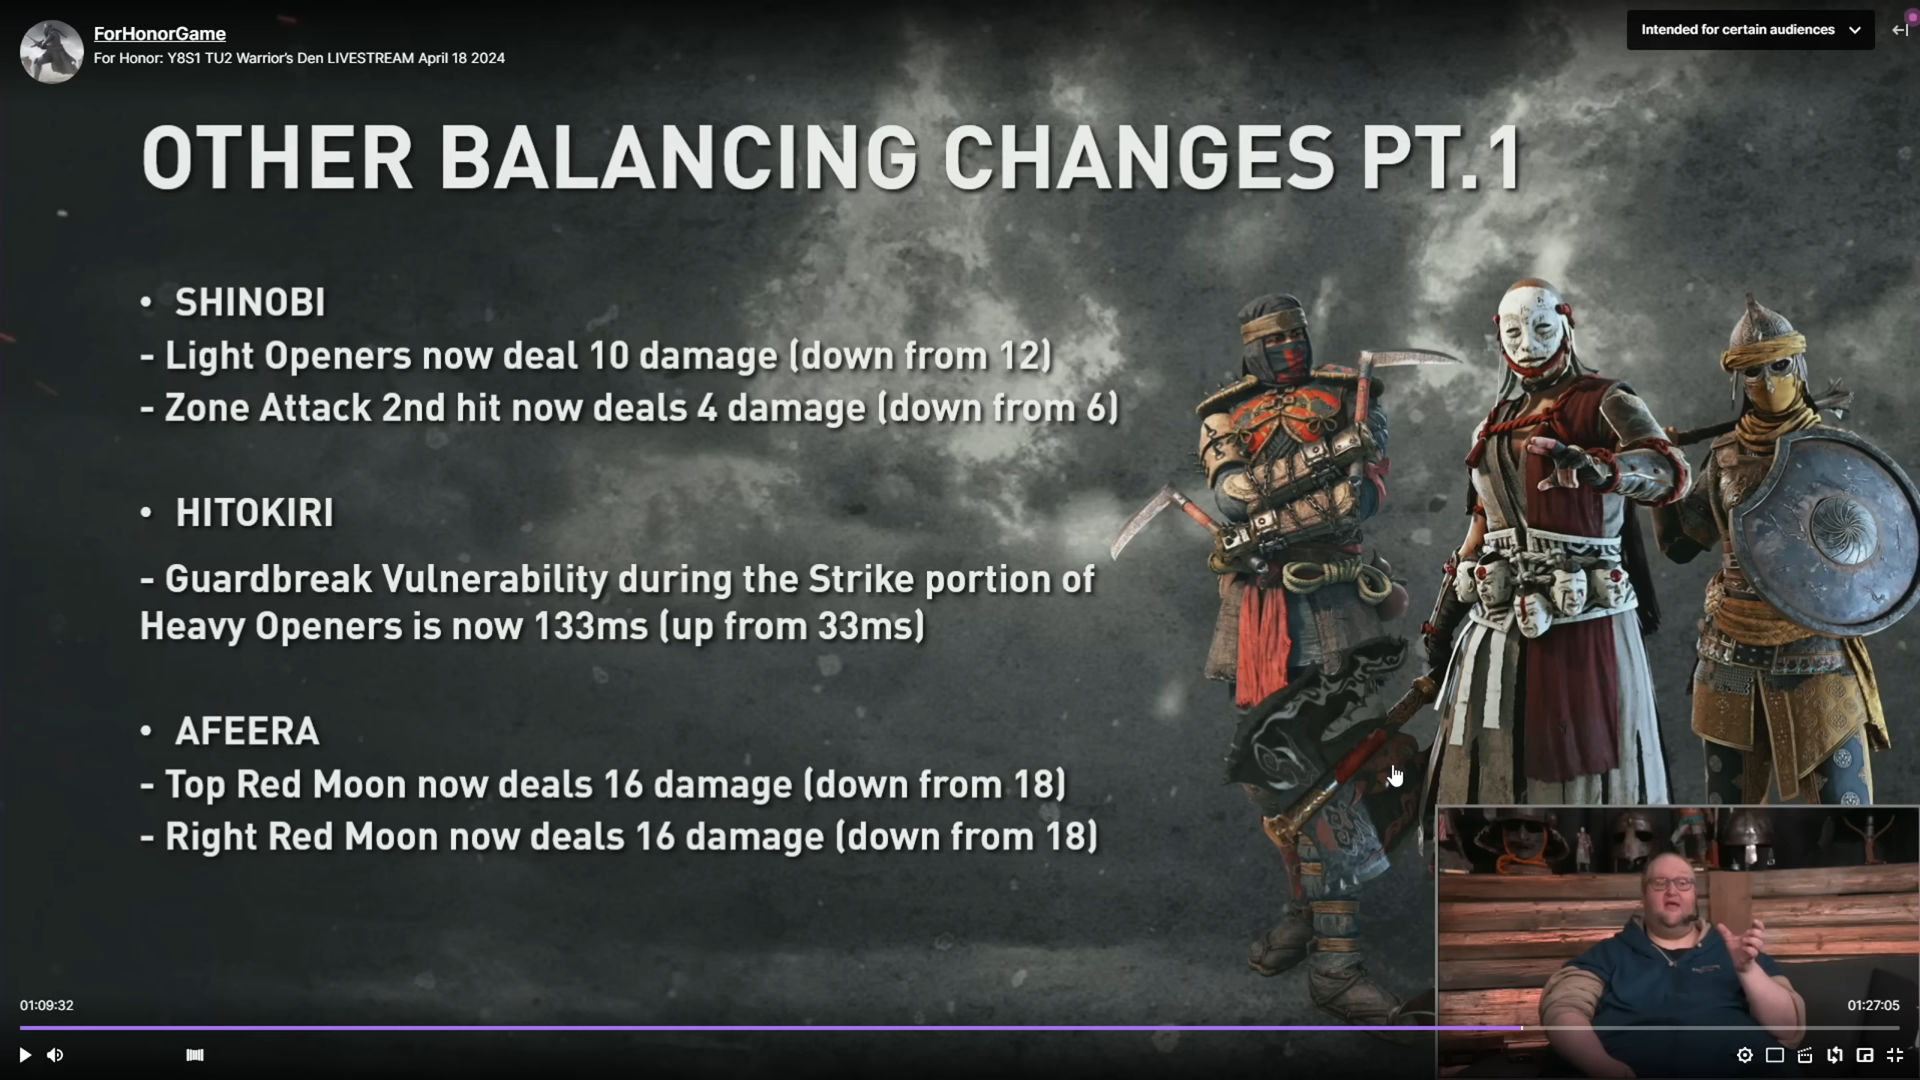 ForHonorGame
For Honor: Y8S1 TU2 Warrior's Den LIVESTREAM April 18 2024
Intended for certain audiences
OTHER BALANCING CHANGES PT.1
• SHINOBI
- Light Openers now deal 10 damage (down from 12)
- Zone Attack 2nd hit now deals 4 damage (down from 6)
• HITOKIRI
- Guardbreak Vulnerability during the Strike portion of
Heavy Openers is now 133ms (up from 33ms)
• AFEERA
- Top Red Moon now deals 16 damage (down from 18)
- Right Red Moon now deals 16 damage (down from 18)
01:09:32
01:27:05